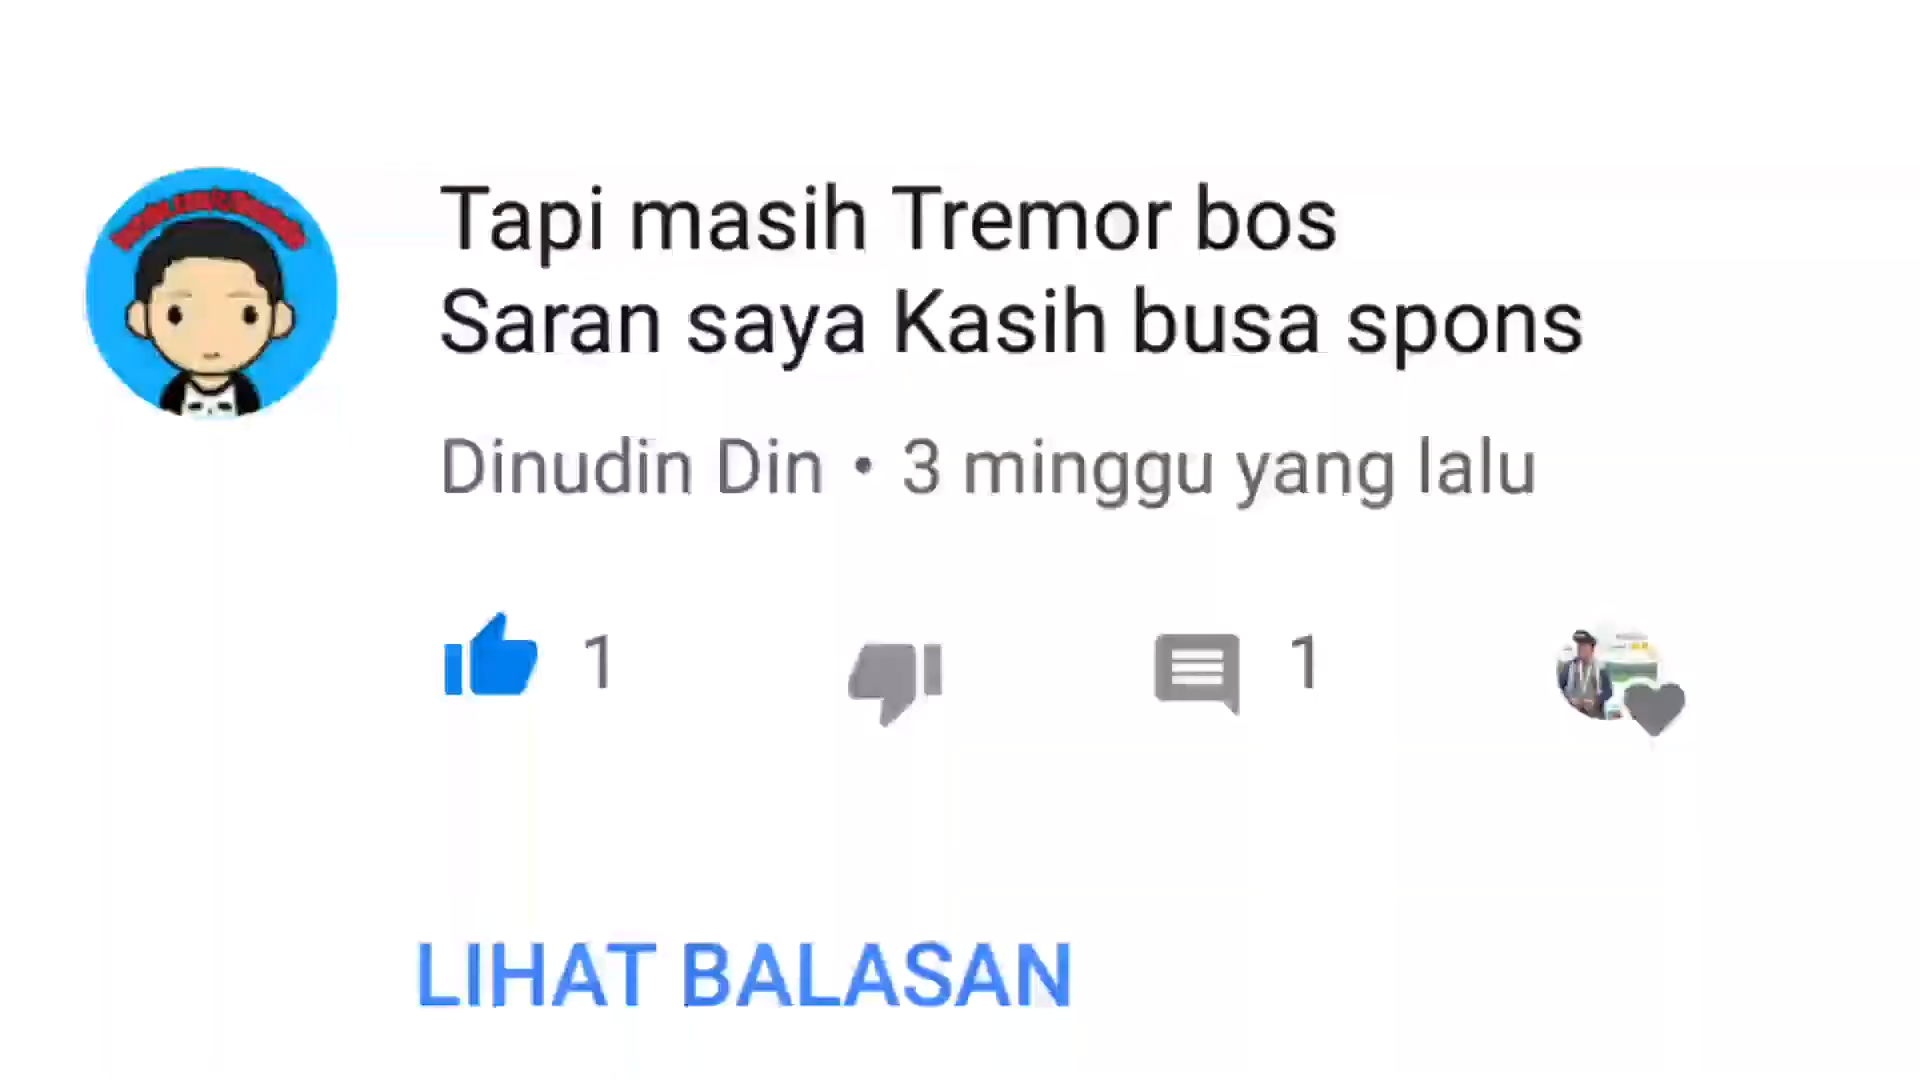 Tapi masih Tremor bos
Saran saya Kasih busa spons
Dinudin Din • 3 minggu yang lalu
1
1
LIHAT BALASAN